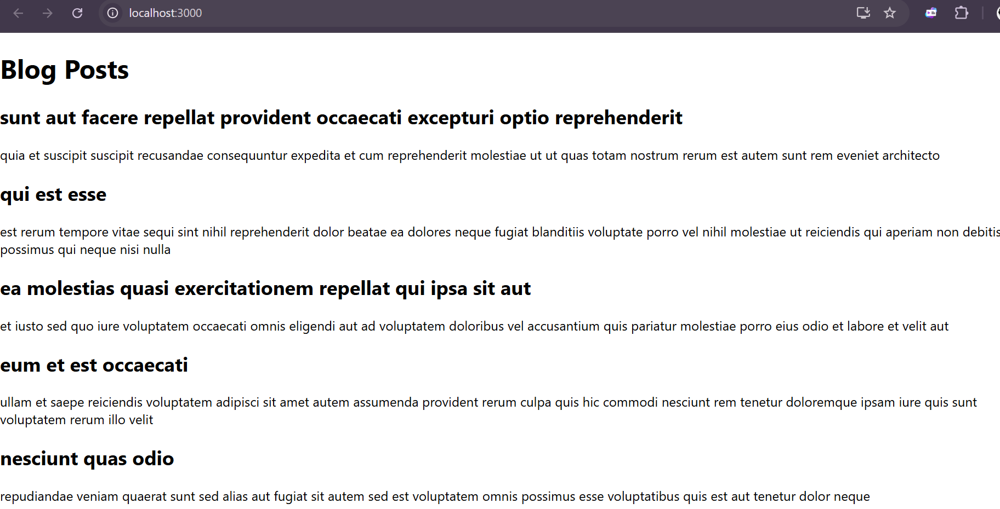 localhost:3000
Blog Posts
sunt aut facere repellat provident occaecati excepturi optio reprehenderit
quia et suscipit suscipit recusandae consequuntur expedita et cum reprehenderit molestiae ut ut quas totam nostrum rerum est autem sunt rem eveniet architecto
qui est esse
est rerum tempore vitae sequi sint nihil reprehenderit dolor beatae ea dolores neque fugiat blanditiis voluptate porro vel nihil molestiae ut reiciendis qui aperiam non debitis
possimus qui neque nisi nulla
ea molestias quasi exercitationem repellat qui ipsa sit aut
et iusto sed quo iure voluptatem occaecati omnis eligendi aut ad voluptatem doloribus vel accusantium quis pariatur molestiae porro eius odio et labore et velit aut
eum et est occaecati
ullam et saepe reiciendis voluptatem adipisci sit amet autem assumenda provident rerum culpa quis hic commodi nesciunt rem tenetur doloremque ipsam iure quis sunt
voluptatem rerum illo velit
nesciunt quas odio
repudiandae veniam quaerat sunt sed alias aut fugiat sit autem sed est voluptatem omnis possimus esse voluptatibus quis est aut tenetur dolor neque